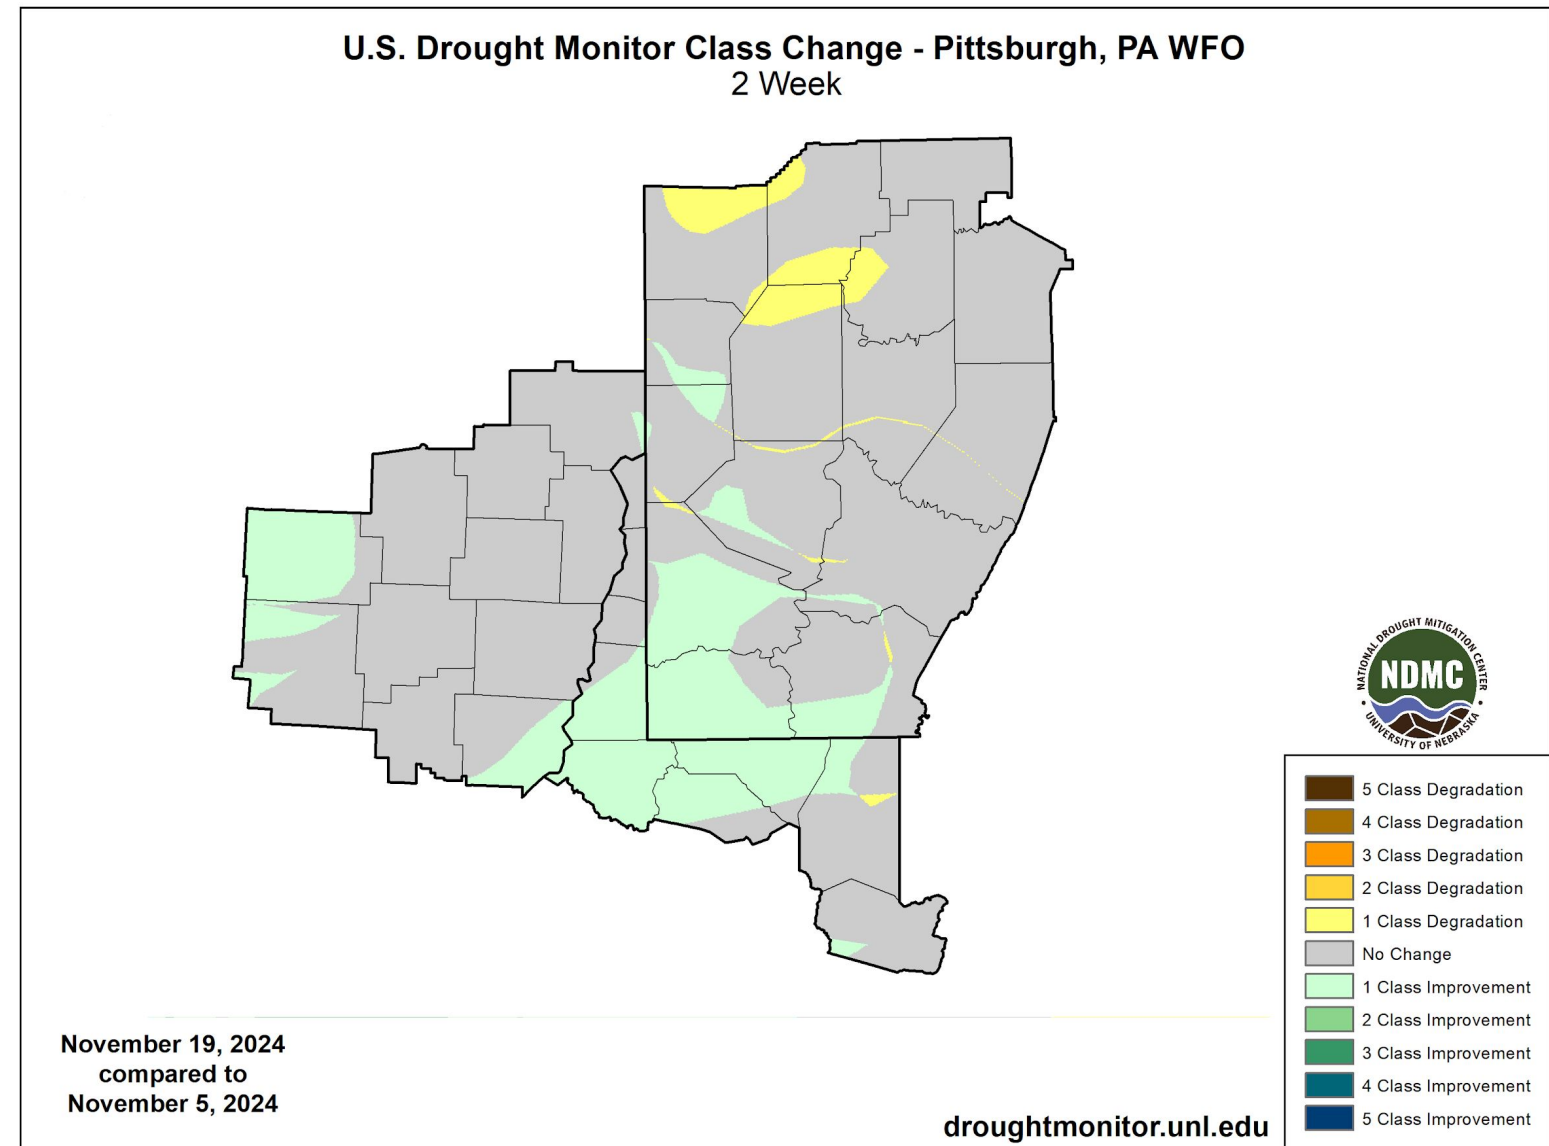 U.S. Drought Monitor Class Change - Pittsburgh, PA WFO
2 Week
NATIONAL DROUGHT MITIGATION CENTER
NDMC
UNIVERSITY OF NEBRASKA
5 Class Degradation
4 Class Degradation
3 Class Degradation
2 Class Degradation
1 Class Degradation
No Change
1 Class Improvement
2 Class Improvement
3 Class Improvement
4 Class Improvement
5 Class Improvement
November 19, 2024
compared to
November 5, 2024
droughtmonitor.unl.edu